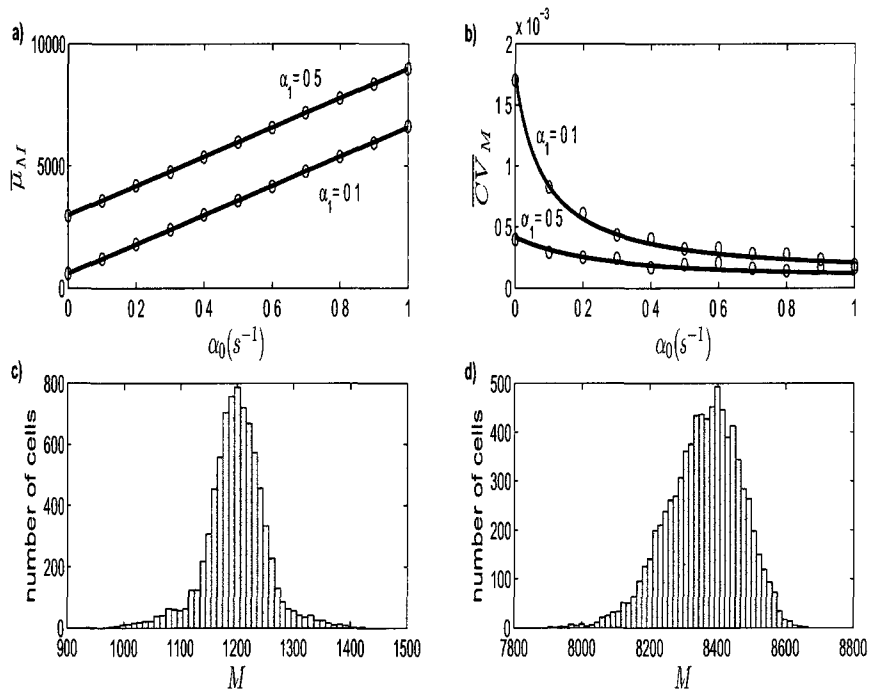 a)
10000
5000
0
μ̅_M
α₁ = 0 5
α₁ = 0 1
0 0 2 0 4 0 6 0 8 1
α₀(s⁻¹)
b)
x 10⁻³
2
1 5
1
0 5
0
C̅V̅_M
α₁ = 0 1
α₁ = 0 5
0 0 2 0 4 0 6 0 8 1
α₀(s⁻¹)
c)
800
600
400
200
0
number of cells
900 1000 1100 1200 1300 1400 1500
M
d)
500
400
300
200
100
0
number of cells
7800 8000 8200 8400 8600 8800
M